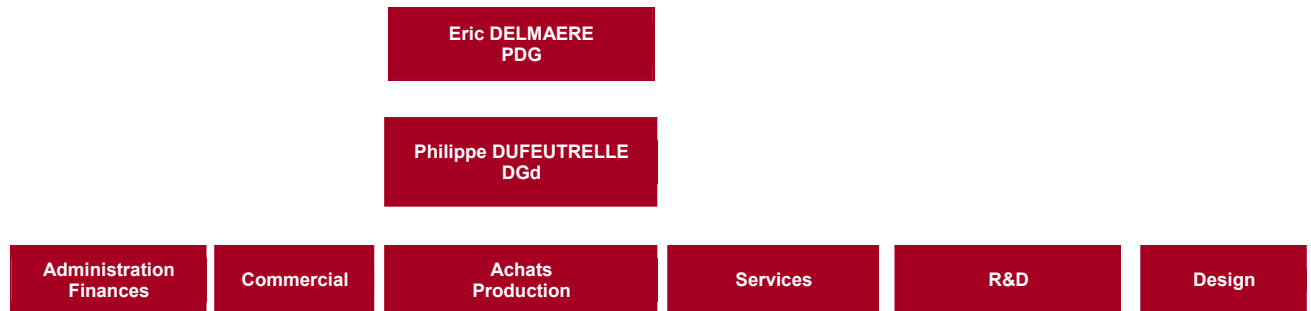 Eric DELMAERE
PDG
Philippe DUFEUTRELLE
DGd
Administration
Finances
Commercial
Achats
Production
Services
R&D
Design